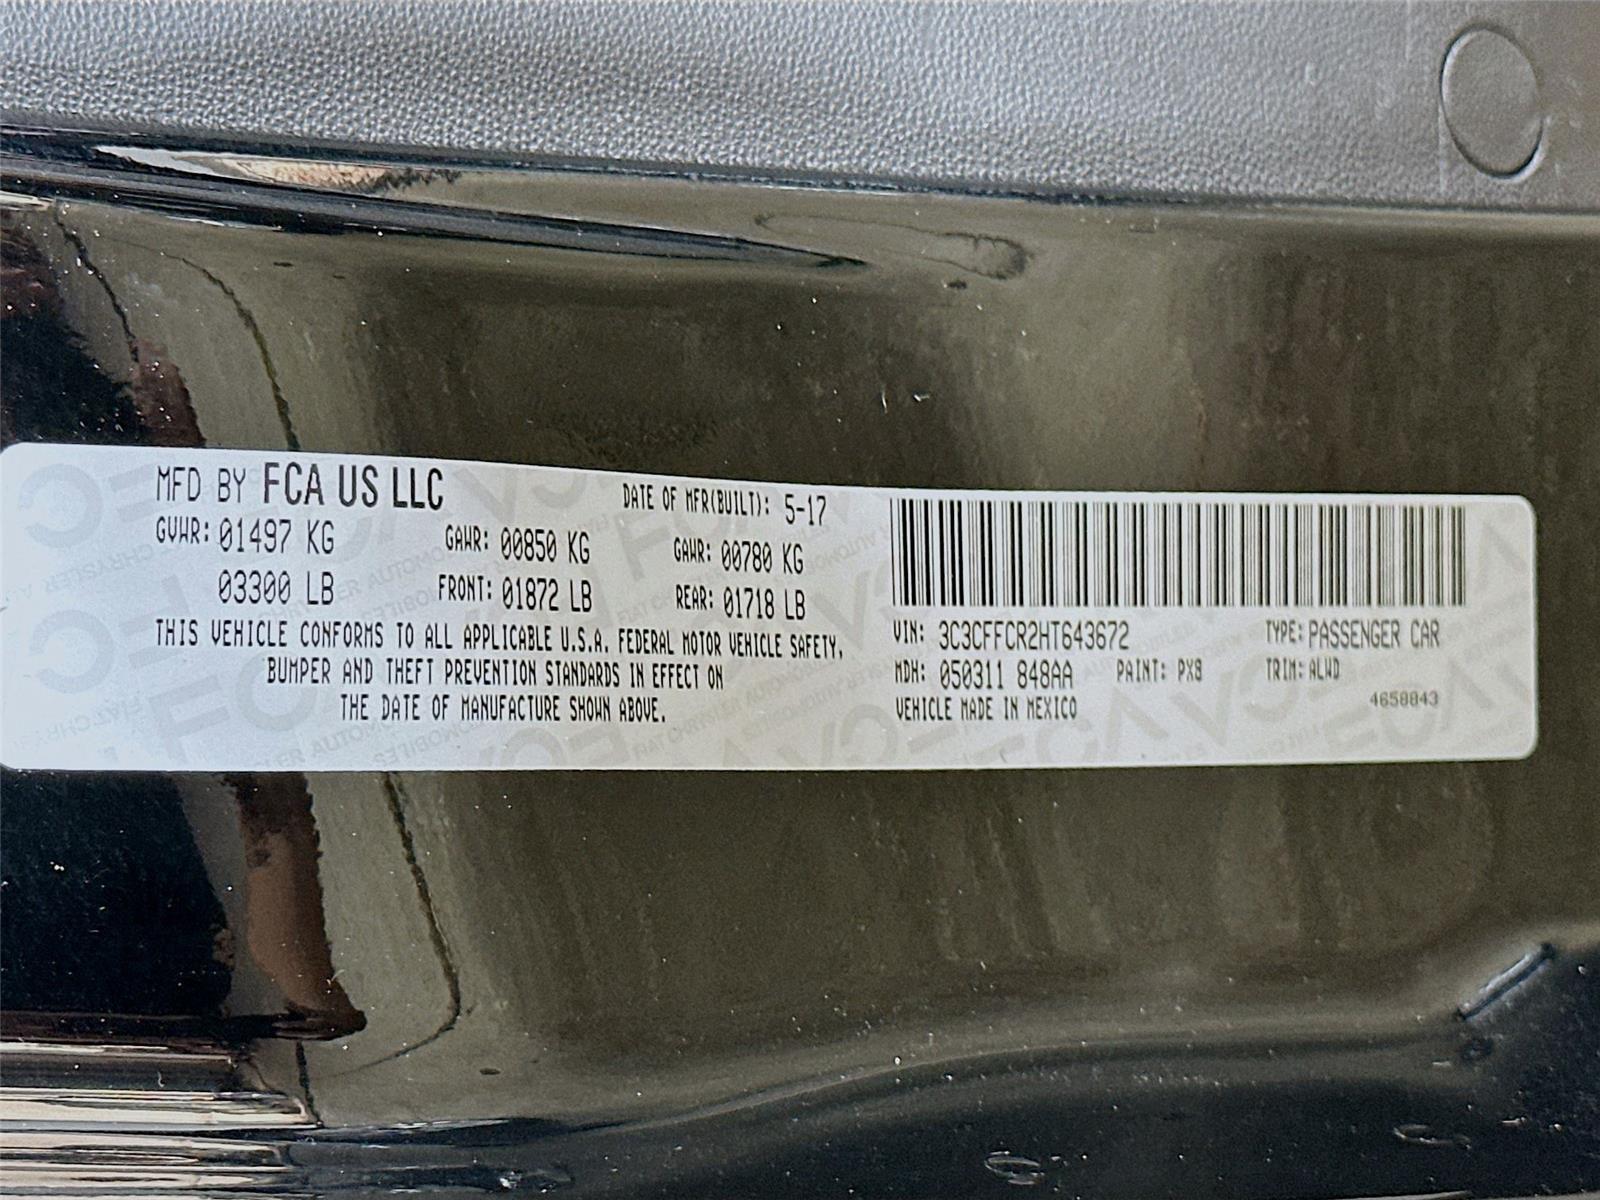 MFD BY FCA US LLC
DATE OF MFR(BUILT): 5-17
GVWR: 01497 KG GAWR: 00850 KG GAWR: 00780 KG
03300 LB FRONT: 01872 LB REAR: 01718 LB
THIS VEHICLE CONFORMS TO ALL APPLICABLE U.S.A. FEDERAL MOTOR VEHICLE SAFETY,
BUMPER AND THEFT PREVENTION STANDARDS IN EFFECT ON
THE DATE OF MANUFACTURE SHOWN ABOVE.
VIN: 3C3CFFCR2HT643672 TYPE: PASSENGER CAR
MDH: 050311 848AA PAINT: PX8 TRIM: ALWD
VEHICLE MADE IN MEXICO
4658843